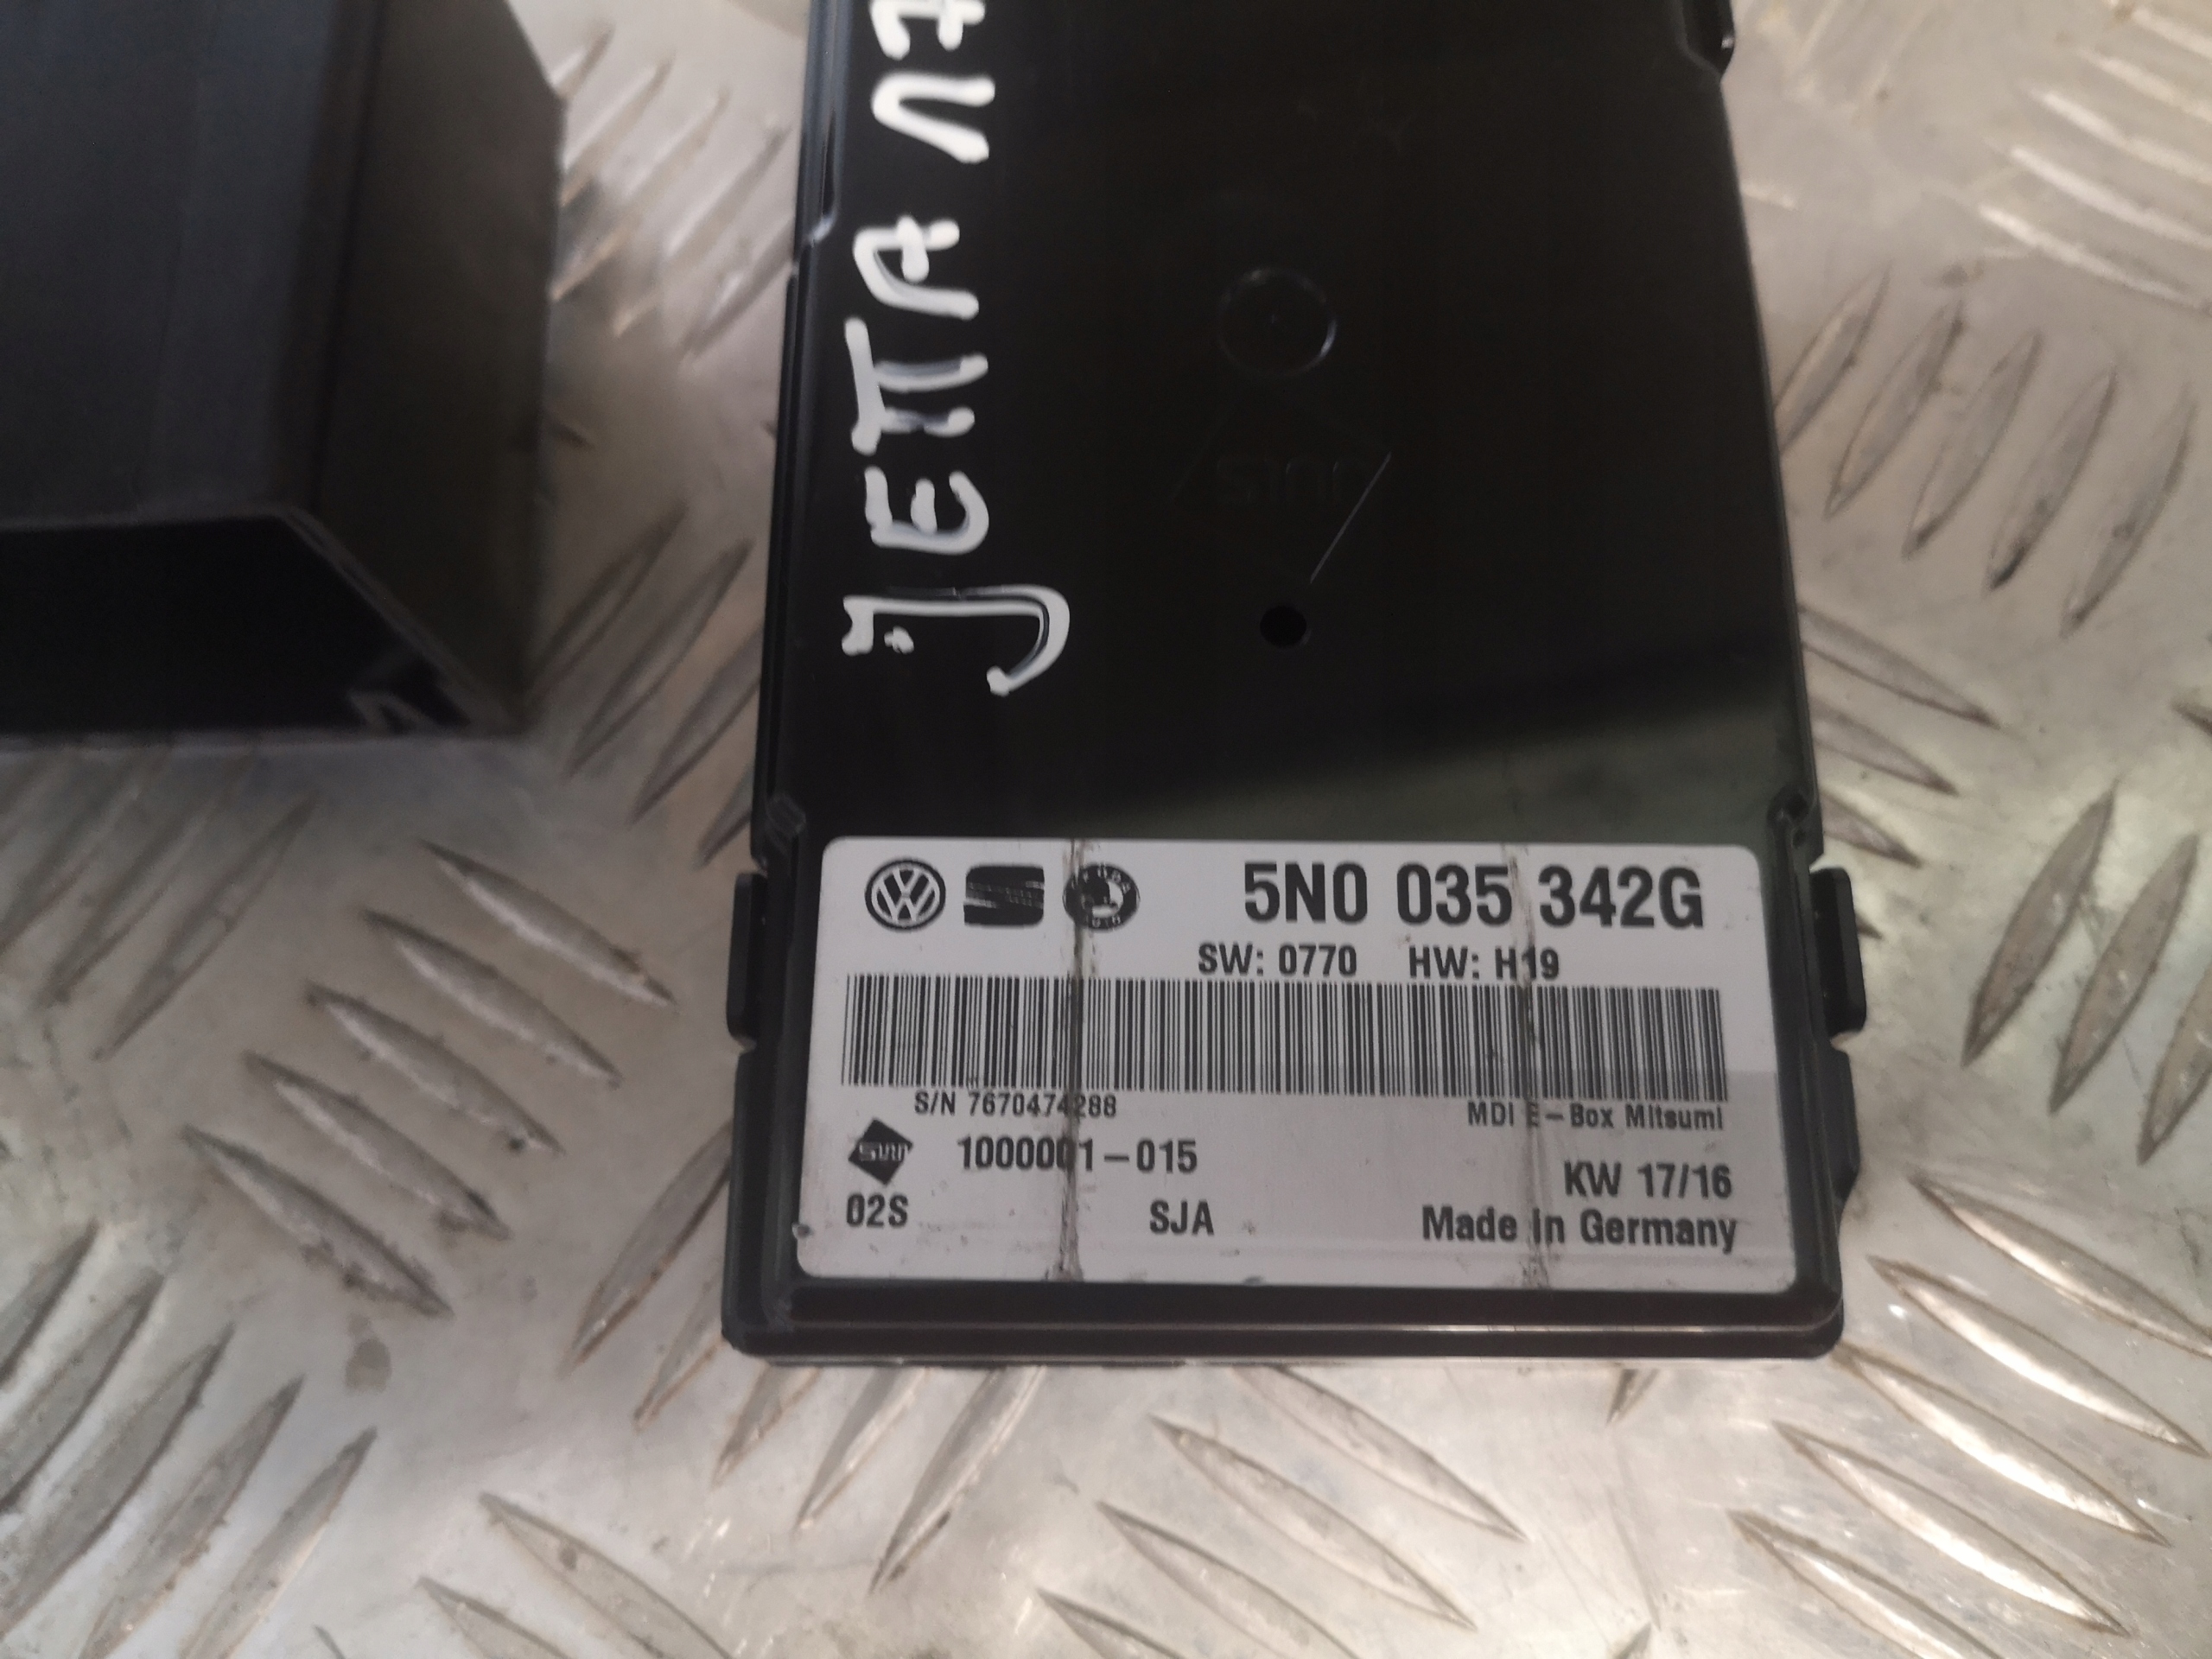 JETTA 17
5N0 035 342G
SW: 0770 HW: H19
S/N 7670474288
MDI E-Box Mitsumi
1000001-015
KW 17/16
02S
SJA
Made in Germany